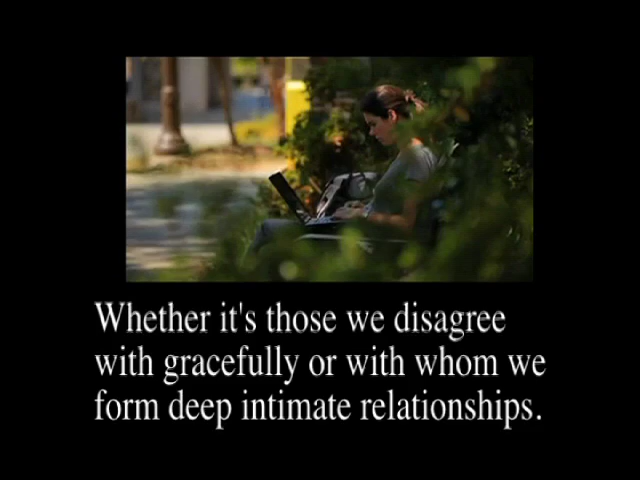 Whether it's those we disagree
with gracefully or with whom we
form deep intimate relationships.